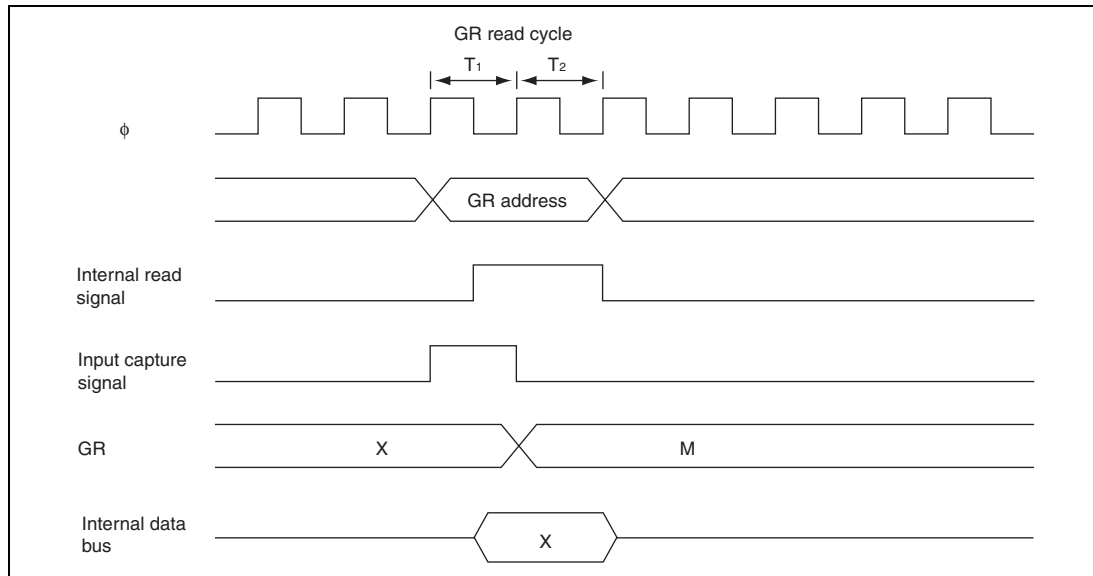 GR read cycle
T1 T2
ϕ
GR address
Internal read
signal
Input capture
signal
GR X M
Internal data
bus X